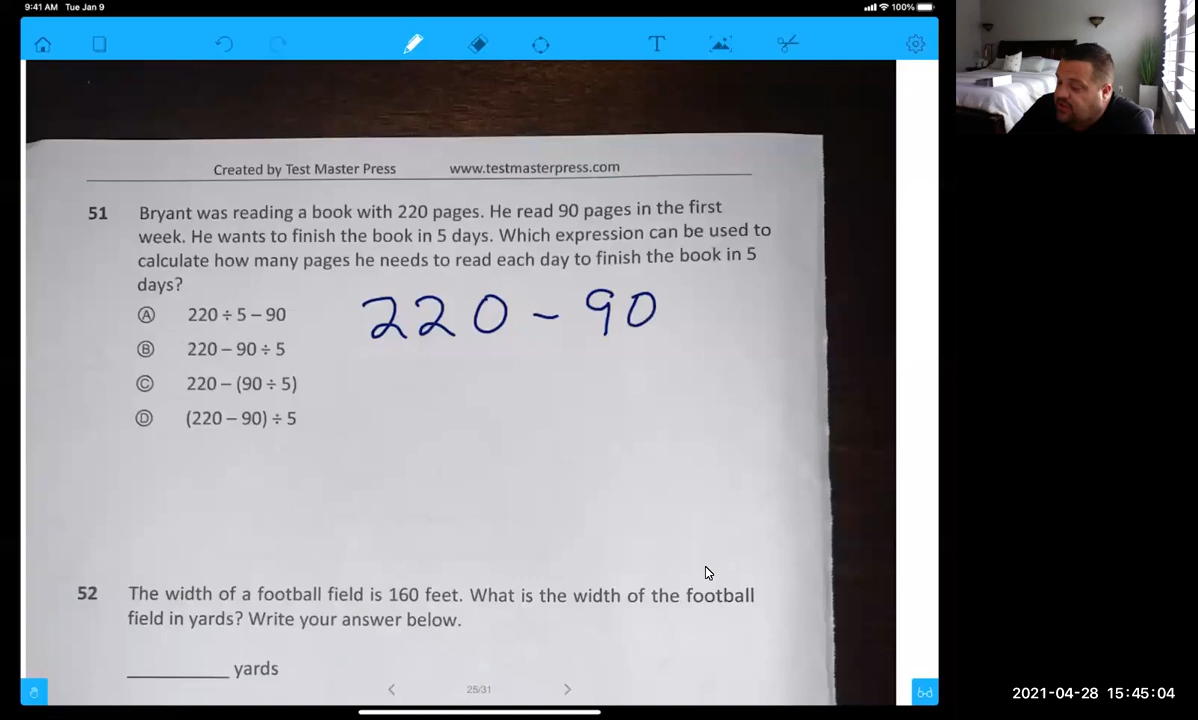 9:41 AM Tue Jan 9
100%
T
Created by Test Master Press www.testmasterpress.com
51 Bryant was reading a book with 220 pages. He read 90 pages in the first
week. He wants to finish the book in 5 days. Which expression can be used to
calculate how many pages he needs to read each day to finish the book in 5
days?
A 220 ÷ 5 – 90
220 - 90
B 220 – 90 ÷ 5
C 220 – (90 ÷ 5)
D (220 – 90) ÷ 5
52 The width of a football field is 160 feet. What is the width of the football
field in yards? Write your answer below.
__________ yards
25/31
2021-04-28 15:45:04